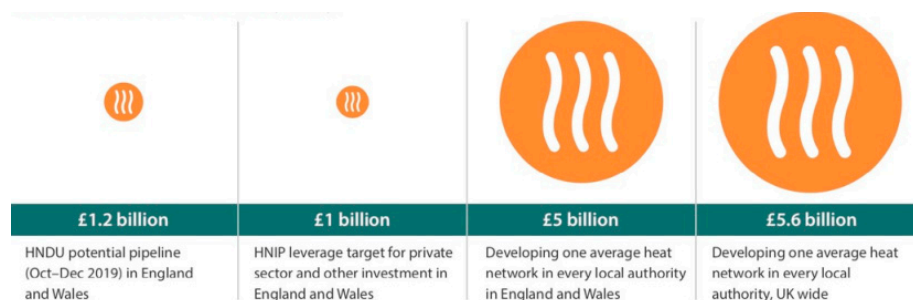 £1.2 billion
HNDU potential pipeline
(Oct–Dec 2019) in England
and Wales
£1 billion
HNIP leverage target for private
sector and other investment in
England and Wales
£5 billion
Developing one average heat
network in every local authority
in England and Wales
£5.6 billion
Developing one average heat
network in every local
authority, UK wide